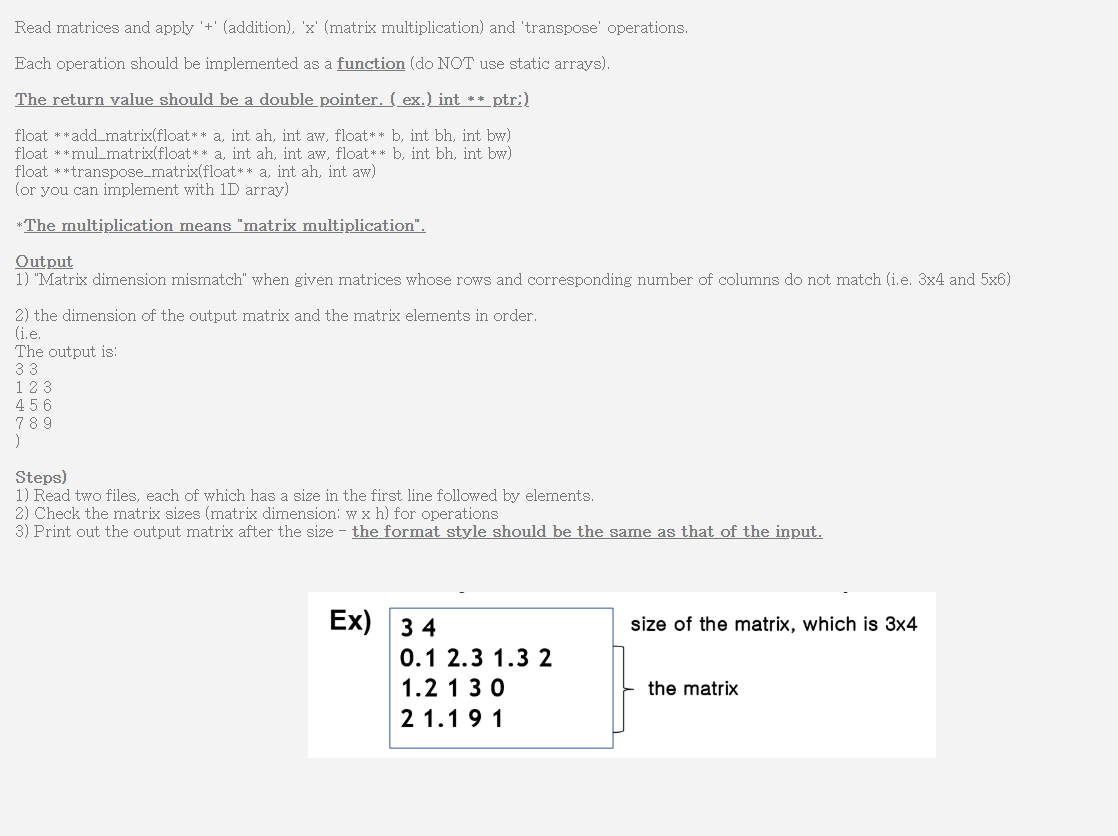 Read matrices and apply '+' (addition), 'x' (matrix multiplication) and 'transpose' operations.
Each operation should be implemented as a function (do NOT use static arrays).
The return value should be a double pointer. ( ex.) int ** ptr;)
float **add_matrix(float** a, int ah, int aw, float** b, int bh, int bw)
float **mul_matrix(float** a, int ah, int aw, float** b, int bh, int bw)
float **transpose_matrix(float** a, int ah, int aw)
(or you can implement with 1D array)
*The multiplication means "matrix multiplication".
Output
1) "Matrix dimension mismatch" when given matrices whose rows and corresponding number of columns do not match (i.e. 3x4 and 5x6)
2) the dimension of the output matrix and the matrix elements in order.
(i.e.
The output is:
3 3
1 2 3
4 5 6
7 8 9
)
Steps)
1) Read two files, each of which has a size in the first line followed by elements.
2) Check the matrix sizes (matrix dimension: w x h) for operations
3) Print out the output matrix after the size - the format style should be the same as that of the input.
Ex) 3 4 size of the matrix, which is 3x4
0.1 2.3 1.3 2
1.2 1 3 0 the matrix
2 1.1 9 1